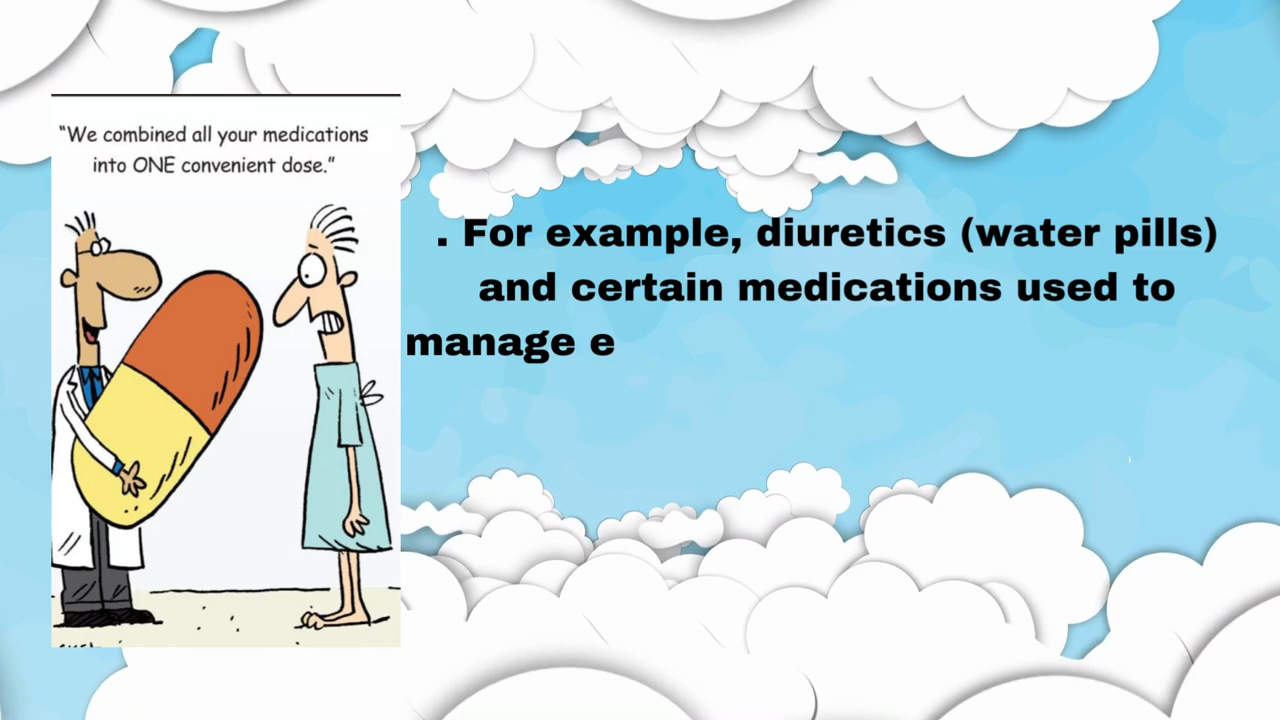 “We combined all your medications
into ONE convenient dose.”
. For example, diuretics (water pills)
and certain medications used to
manage e